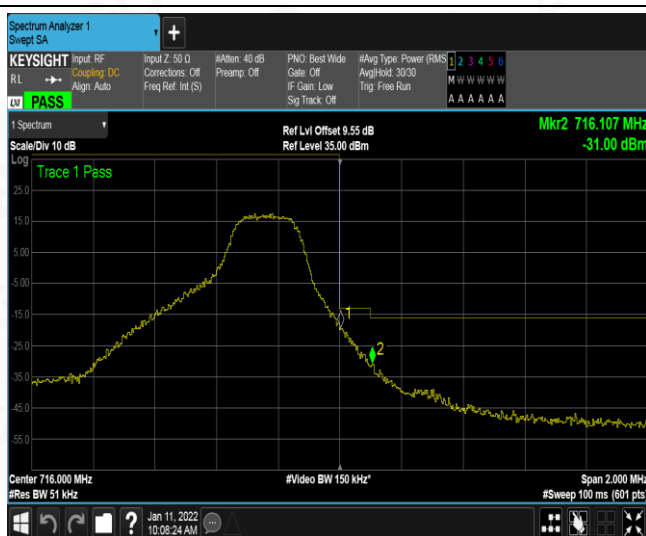 Spectrum Analyzer 1
Swept SA
+
KEYSIGHT
RL
LXI
PASS
Input: RF
Coupling: DC
Align: Auto
Input Z: 50 Ω
Corrections: Off
Freq Ref: Int (S)
#Atten: 40 dB
Preamp: Off
PNO: Best Wide
Gate: Off
IF Gain: Low
Sig Track: Off
#Avg Type: Power (RMS
Avg|Hold: 30/30
Trig: Free Run
1 2 3 4 5 6
M W W W W W
A A A A A A
1 Spectrum
Scale/Div 10 dB
Ref Lvl Offset 9.55 dB
Ref Level 35.00 dBm
Mkr2 716.107 MHz
-31.00 dBm
Log
Trace 1 Pass
25.0
15.0
5.00
-5.00
-15.0
-25.0
-35.0
-45.0
-55.0
1
2
Center 716.000 MHz
#Res BW 51 kHz
#Video BW 150 kHz*
Span 2.000 MHz
#Sweep 100 ms (601 pts)
?
Jan 11, 2022
10:08:24 AM